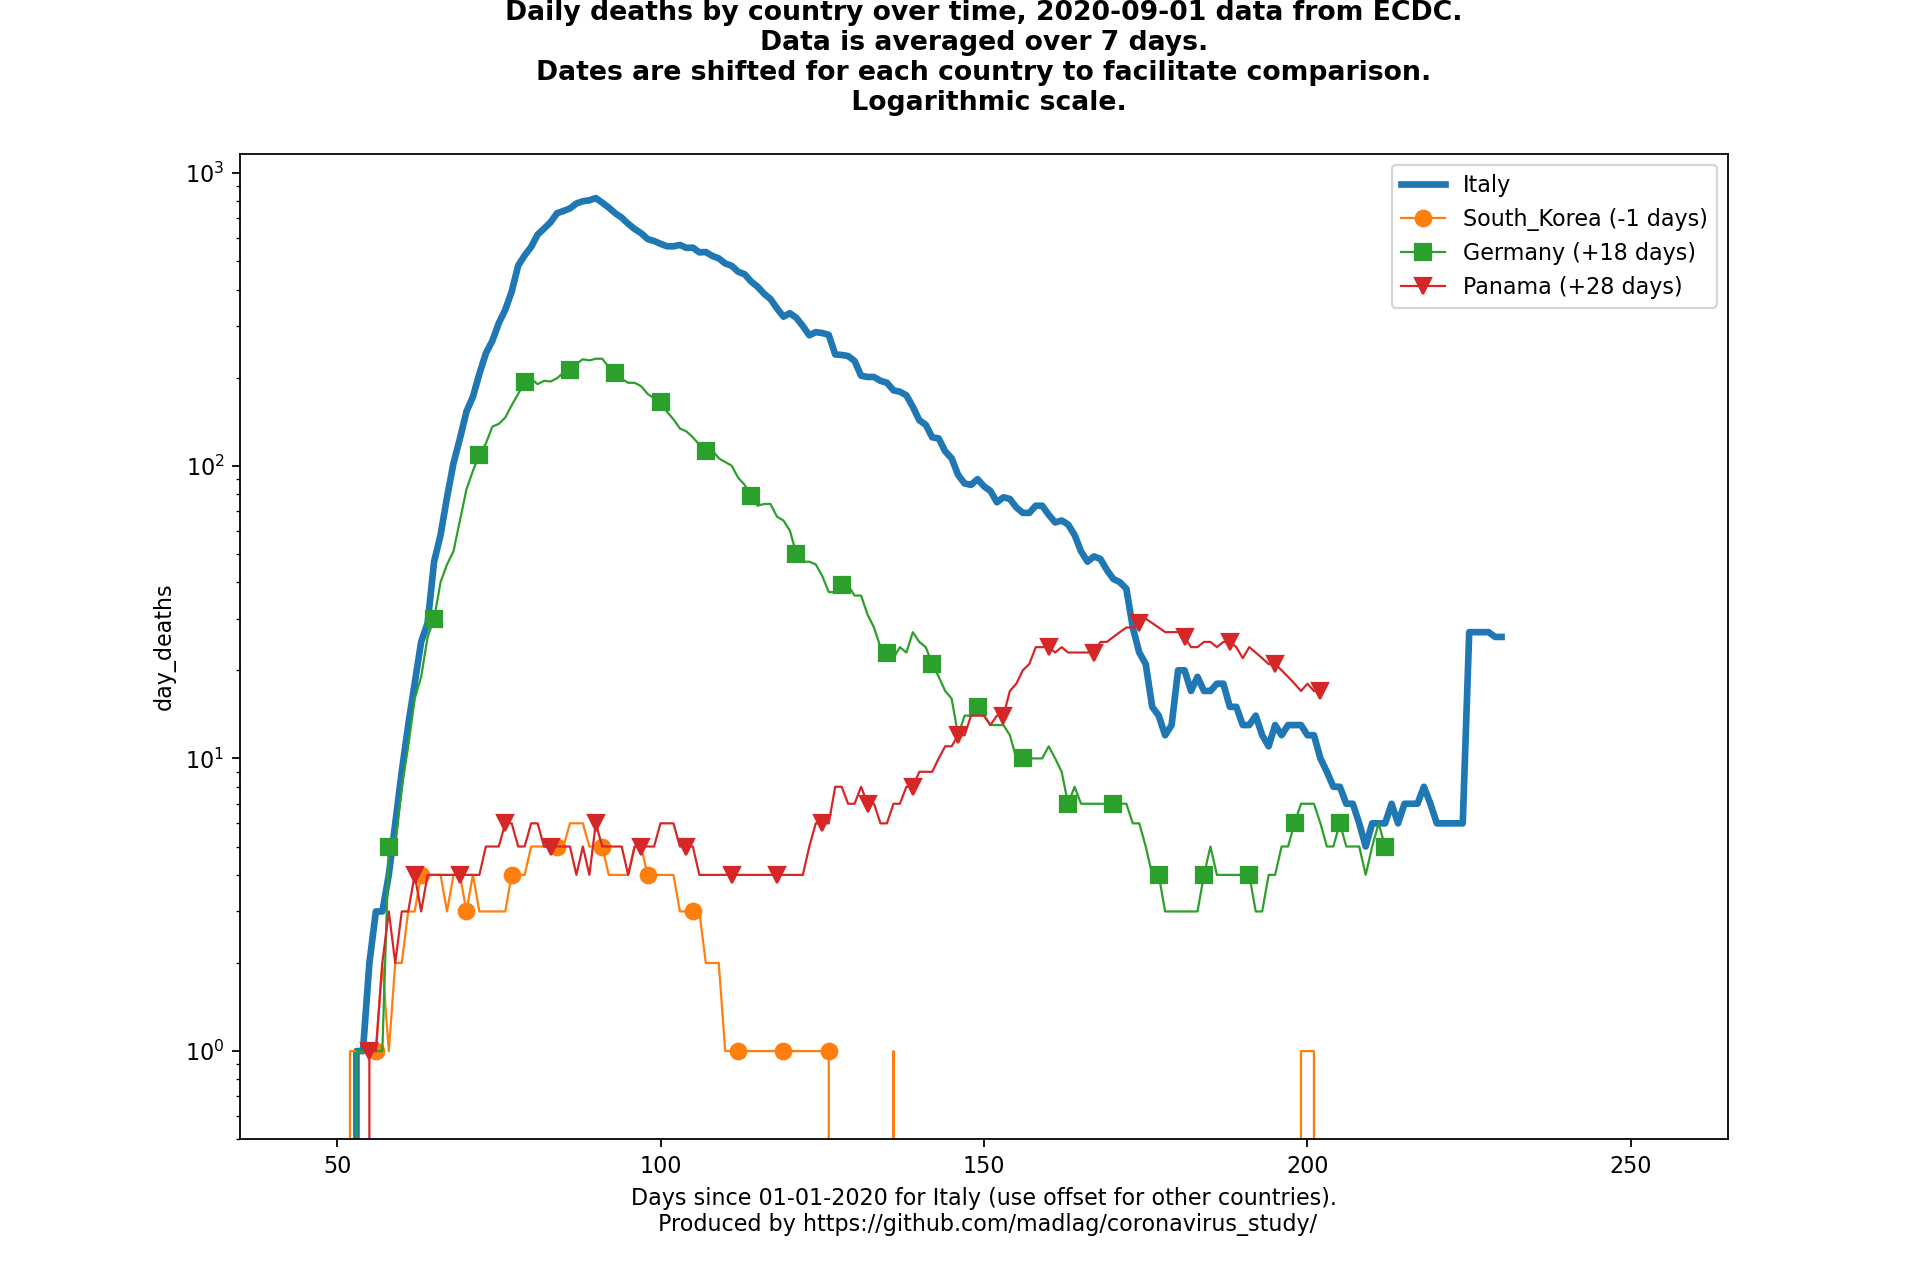 Daily deaths by country over time, 2020-09-01 data from ECDC.
Data is averaged over 7 days.
Dates are shifted for each country to facilitate comparison.
Logarithmic scale.
10³
10²
10¹
10⁰
day_deaths
Italy
South_Korea (-1 days)
Germany (+18 days)
Panama (+28 days)
50 100 150 200 250
Days since 01-01-2020 for Italy (use offset for other countries).
Produced by https://github.com/madlag/coronavirus_study/